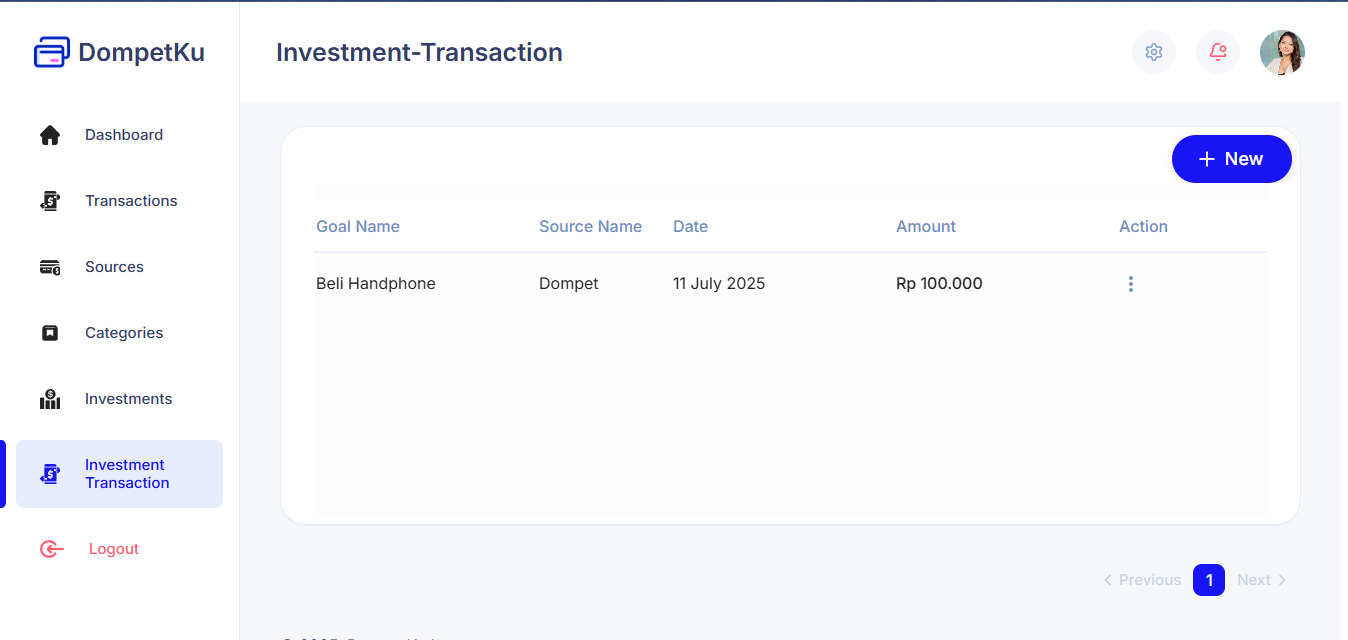 DompetKu
Investment-Transaction
Dashboard
Transactions
Sources
Categories
Investments
Investment
Transaction
Logout
New
Goal Name Source Name Date Amount Action
Beli Handphone Dompet 11 July 2025 Rp 100.000
Previous 1 Next